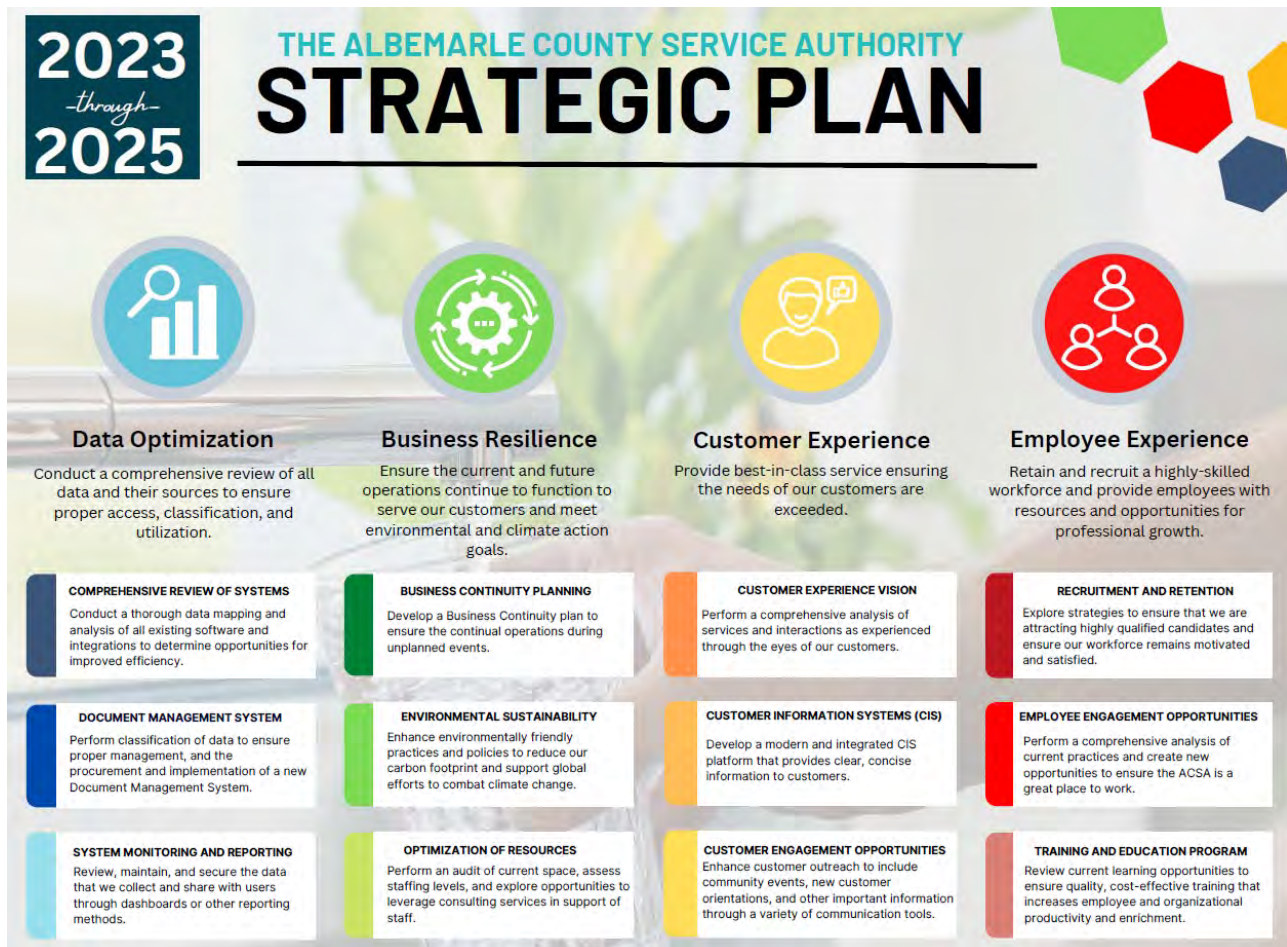 2023
-through-
2025
THE ALBEMARLE COUNTY SERVICE AUTHORITY
STRATEGIC PLAN
Data Optimization
Conduct a comprehensive review of all
data and their sources to ensure
proper access, classification, and
utilization.
COMPREHENSIVE REVIEW OF SYSTEMS
Conduct a thorough data mapping and
analysis of all existing software and
integrations to determine opportunities for
improved efficiency.
DOCUMENT MANAGEMENT SYSTEM
Perform classification of data to ensure
proper management, and the
procurement and implementation of a new
Document Management System.
SYSTEM MONITORING AND REPORTING
Review, maintain, and secure the data
that we collect and share with users
through dashboards or other reporting
methods.
Business Resilience
Ensure the current and future
operations continue to function to
serve our customers and meet
environmental and climate action
goals.
BUSINESS CONTINUITY PLANNING
Develop a Business Continuity plan to
ensure the continual operations during
unplanned events.
ENVIRONMENTAL SUSTAINABILITY
Enhance environmentally friendly
practices and policies to reduce our
carbon footprint and support global
efforts to combat climate change.
OPTIMIZATION OF RESOURCES
Perform an audit of current space, assess
staffing levels, and explore opportunities to
leverage consulting services in support of
staff.
Customer Experience
Provide best-in-class service ensuring
the needs of our customers are
exceeded.
CUSTOMER EXPERIENCE VISION
Perform a comprehensive analysis of
services and interactions as experienced
through the eyes of our customers.
CUSTOMER INFORMATION SYSTEMS (CIS)
Develop a modern and integrated CIS
platform that provides clear, concise
information to customers.
CUSTOMER ENGAGEMENT OPPORTUNITIES
Enhance customer outreach to include
community events, new customer
orientations, and other important information
through a variety of communication tools.
Employee Experience
Retain and recruit a highly-skilled
workforce and provide employees with
resources and opportunities for
professional growth.
RECRUITMENT AND RETENTION
Explore strategies to ensure that we are
attracting highly qualified candidates and
ensure our workforce remains motivated
and satisfied.
EMPLOYEE ENGAGEMENT OPPORTUNITIES
Perform a comprehensive analysis of
current practices and create new
opportunities to ensure the ACSA is a
great place to work.
TRAINING AND EDUCATION PROGRAM
Review current learning opportunities to
ensure quality, cost-effective training that
increases employee and organizational
productivity and enrichment.